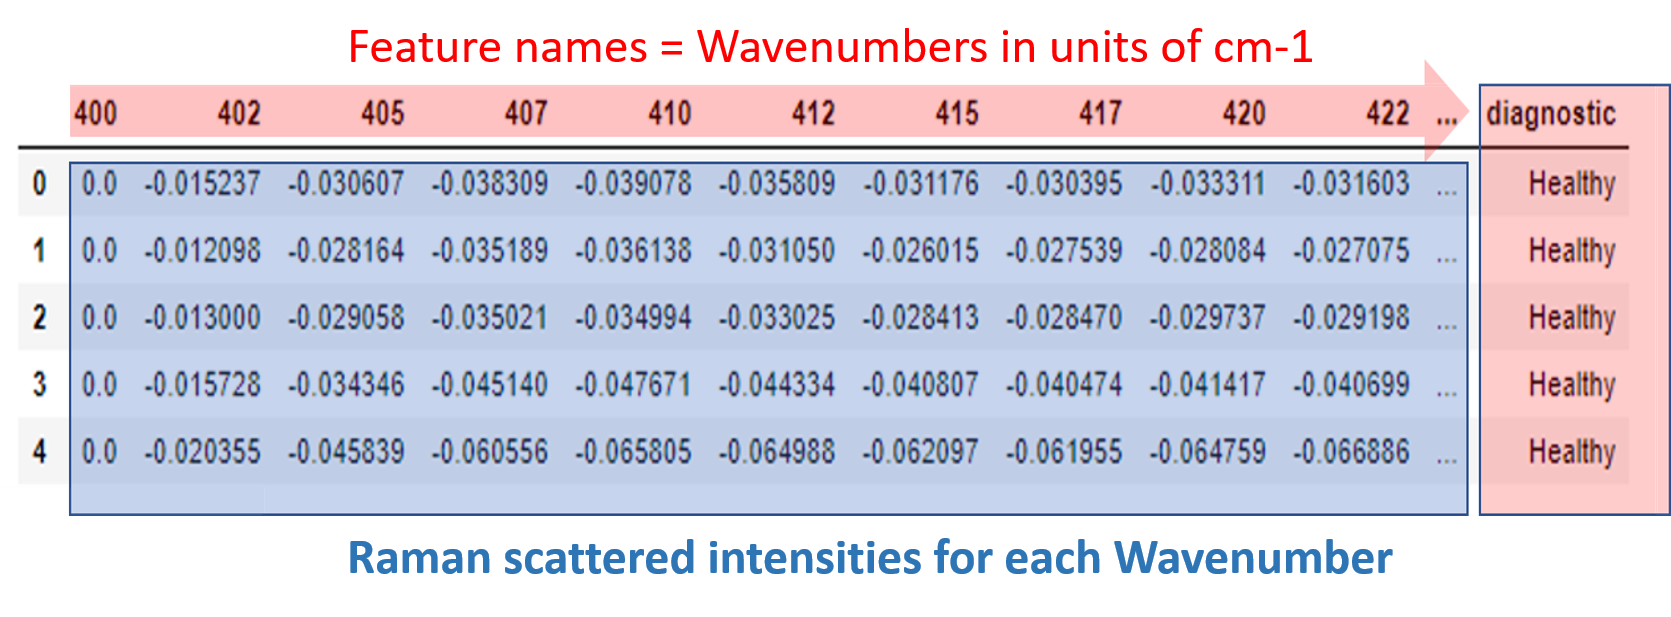 Feature names = Wavenumbers in units of cm-1
400 402 405 407 410 412 415 417 420 422 ... diagnostic
0 0.0 -0.015237 -0.030607 -0.038309 -0.039078 -0.035809 -0.031176 -0.030395 -0.033311 -0.031603 ... Healthy
1 0.0 -0.012098 -0.028164 -0.035189 -0.036138 -0.031050 -0.026015 -0.027539 -0.028084 -0.027075 ... Healthy
2 0.0 -0.013000 -0.029058 -0.035021 -0.034994 -0.033025 -0.028413 -0.028470 -0.029737 -0.029198 ... Healthy
3 0.0 -0.015728 -0.034346 -0.045140 -0.047671 -0.044334 -0.040807 -0.040474 -0.041417 -0.040699 ... Healthy
4 0.0 -0.020355 -0.045839 -0.060556 -0.065805 -0.064988 -0.062097 -0.061955 -0.064759 -0.066886 ... Healthy
Raman scattered intensities for each Wavenumber